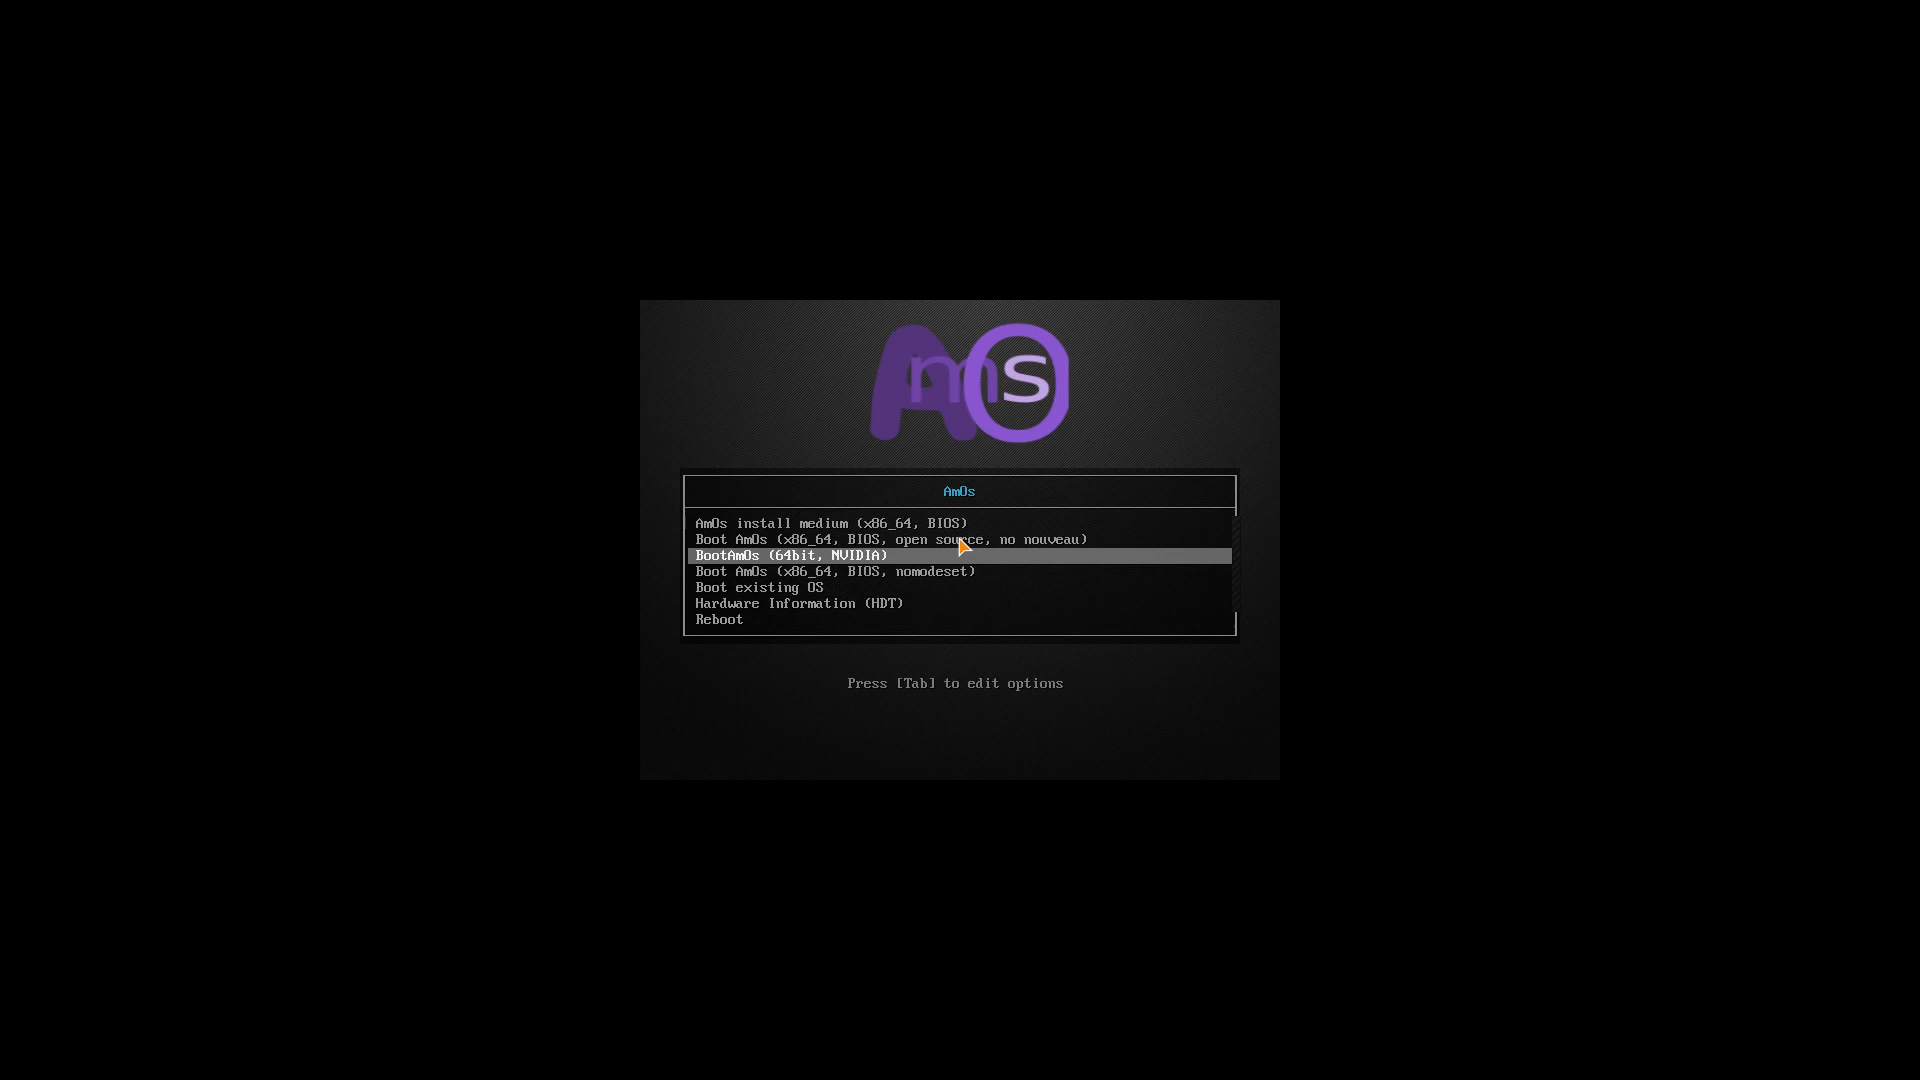 AmOs
AmOs
AmOs install medium (x86_64, BIOS)
Boot AmOs (x86_64, BIOS, open source, no nouveau)
BootAmOs (64bit, NVIDIA)
Boot AmOs (x86_64, BIOS, nomodeset)
Boot existing OS
Hardware Information (HDT)
Reboot
Press [Tab] to edit options